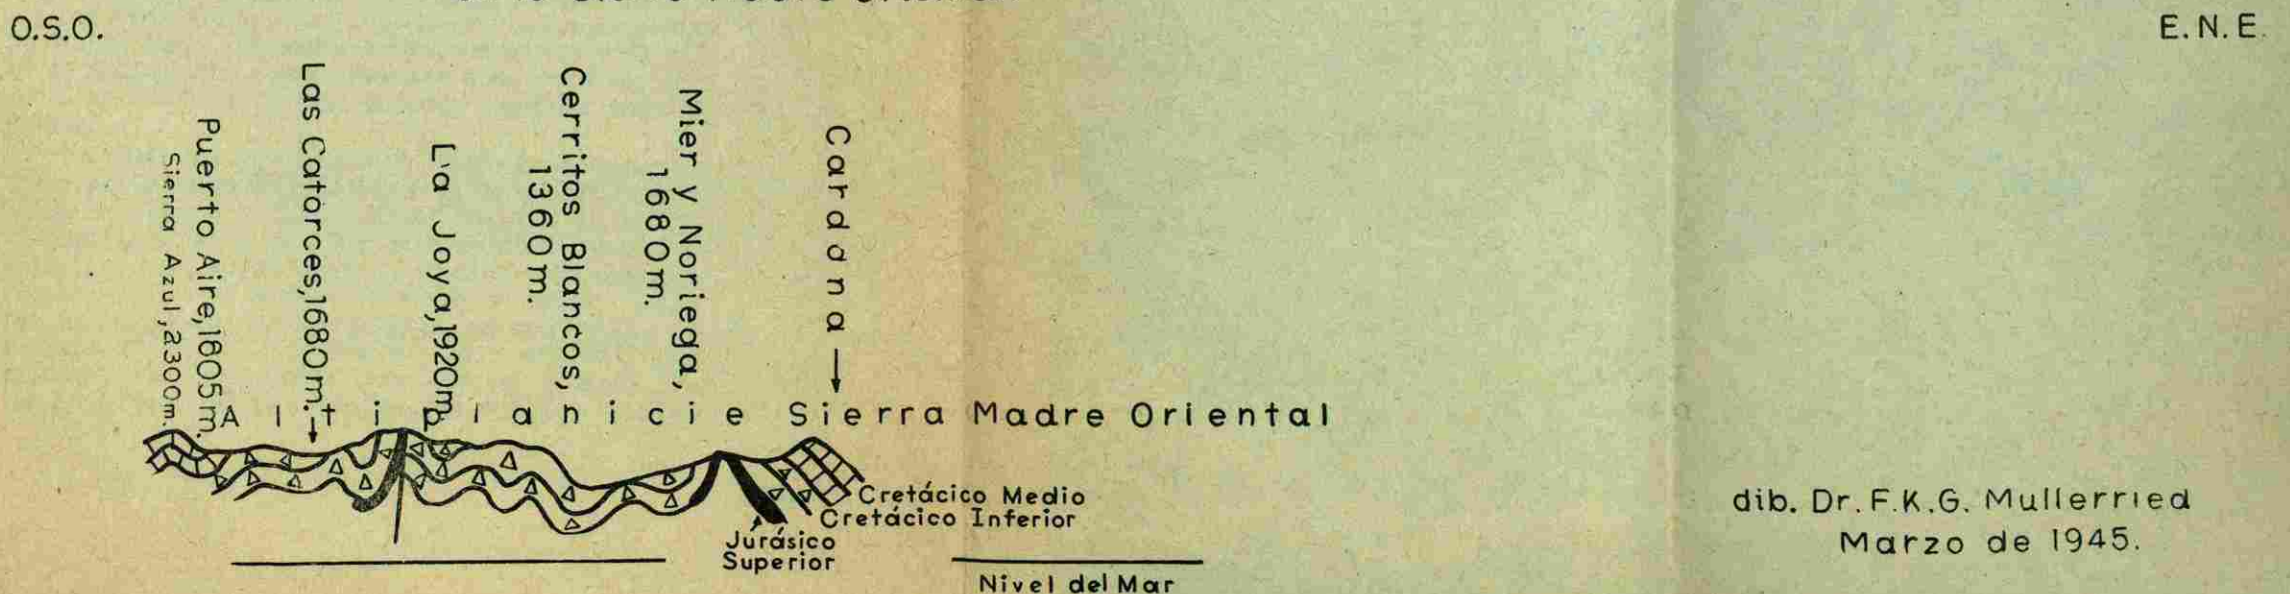 O.S.O.
E.N.E.
Sierra Azul, 2300m.
Puerto Aire, 1805m.
Las Catorces, 1680m.
La Joya, 1920m.
Cerritos Blancos,
1360m.
Mier y Noriega,
1680m.
Cardona
Altiplanicie Sierra Madre Oriental
Cretácico Medio
Cretácico Inferior
Jurásico
Superior
Nivel del Mar
dib. Dr. F.K.G. Mullerried
Marzo de 1945.